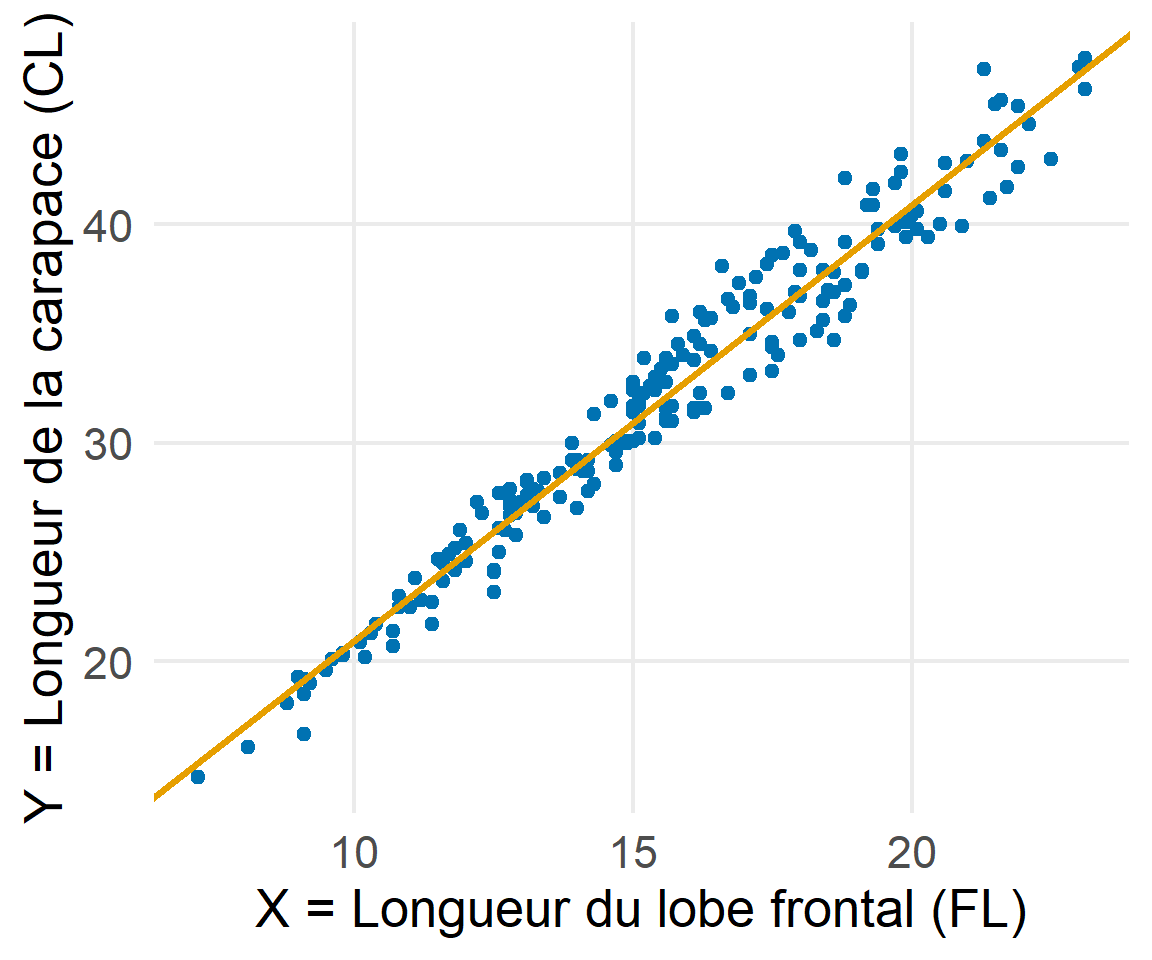 Y = Longueur de la carapace (CL)
40
30
20
10 15 20
X = Longueur du lobe frontal (FL)